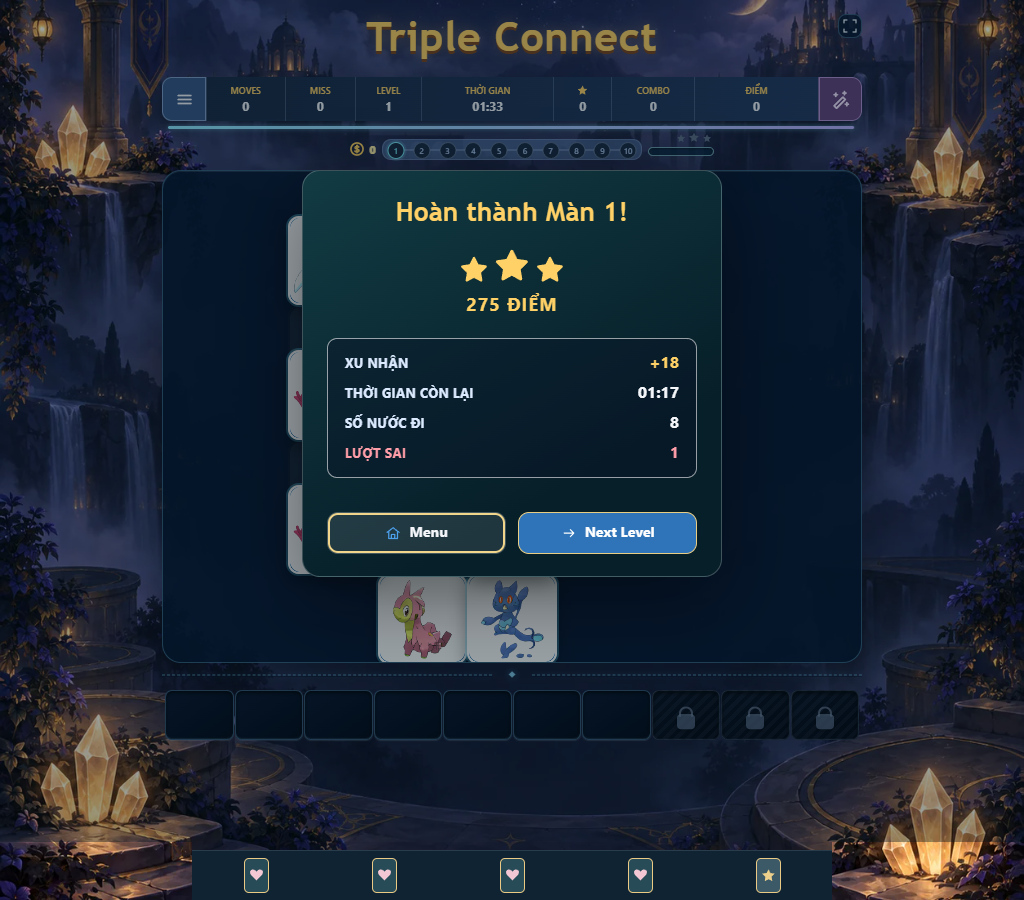 Triple Connect
MOVES MISS LEVEL THỜI GIAN ★ COMBO ĐIỂM
0 0 1 01:33 0 0 0
$ 0 1 2 3 4 5 6 7 8 9 10
Hoàn thành Màn 1!
275 ĐIỂM
XU NHẬN +18
THỜI GIAN CÒN LẠI 01:17
SỐ NƯỚC ĐI 8
LƯỢT SAI 1
Menu → Next Level